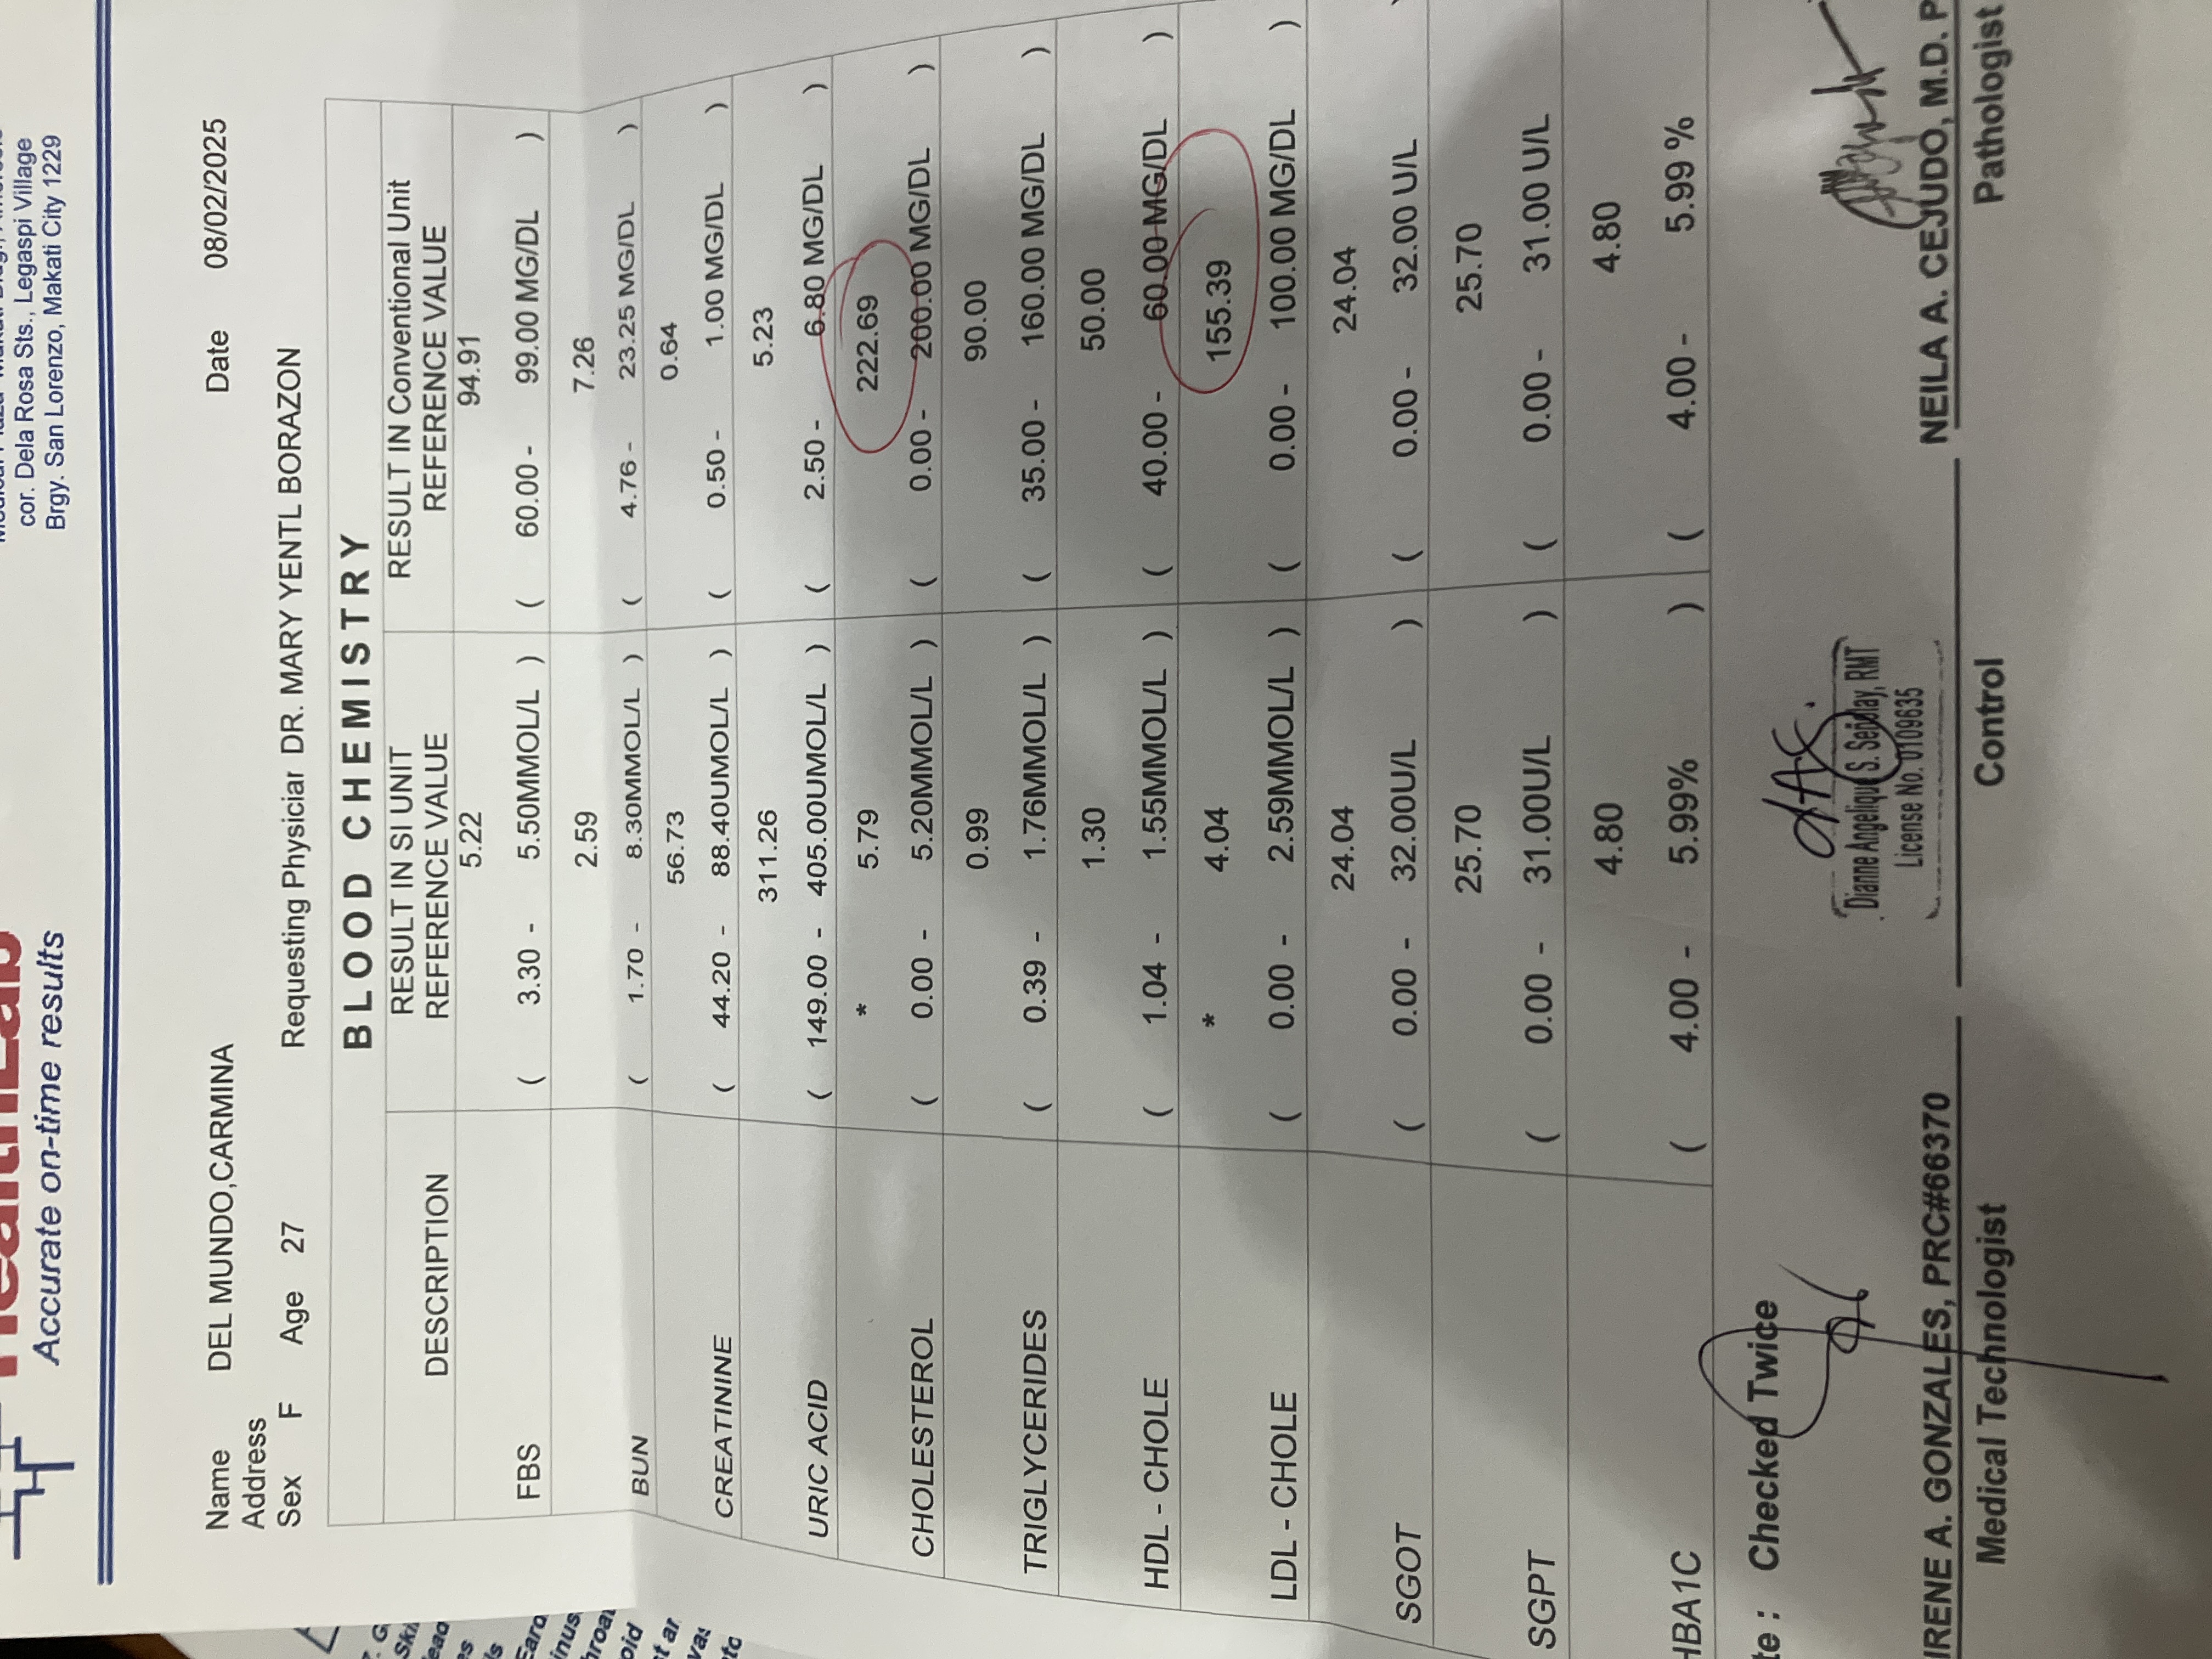 HealthLab
Accurate on-time results
cor. Dela Rosa Sts., Legaspi Village
Brgy. San Lorenzo, Makati City 1229
Name DEL MUNDO,CARMINA Date 08/02/2025
Address
Sex F Age 27 Requesting Physiciar DR. MARY YENTL BORAZON
BLOOD CHEMISTRY
DESCRIPTION
RESULT IN SI UNIT
REFERENCE VALUE
RESULT IN Conventional Unit
REFERENCE VALUE
5.22 94.91
FBS ( 3.30 - 5.50MMOL/L ) ( 60.00 - 99.00 MG/DL )
2.59 7.26
BUN ( 1.70 - 8.30MMOL/L ) ( 4.76 - 23.25 MG/DL )
56.73 0.64
CREATININE ( 44.20 - 88.40UMOL/L ) ( 0.50 - 1.00 MG/DL )
311.26 5.23
URIC ACID ( 149.00 - 405.00UMOL/L ) ( 2.50 - 6.80 MG/DL )
* 5.79 222.69
CHOLESTEROL ( 0.00 - 5.20MMOL/L ) ( 0.00 - 200.00 MG/DL )
0.99 90.00
TRIGLYCERIDES ( 0.39 - 1.76MMOL/L ) ( 35.00 - 160.00 MG/DL )
1.30 50.00
HDL - CHOLE ( 1.04 - 1.55MMOL/L ) ( 40.00 - 60.00 MG/DL )
* 4.04 155.39
LDL - CHOLE ( 0.00 - 2.59MMOL/L ) ( 0.00 - 100.00 MG/DL )
24.04 24.04
SGOT ( 0.00 - 32.00U/L ) ( 0.00 - 32.00 U/L
25.70 25.70
SGPT ( 0.00 - 31.00U/L ) ( 0.00 - 31.00 U/L
4.80 4.80
HBA1C ( 4.00 - 5.99% ) ( 4.00 - 5.99 %
te : Checked Twice
Dianne Angelique S. Señolay, RMT
License No. 0109635
IRENE A. GONZALES, PRC#66370
Medical Technologist
Control
NEILA A. CEJUDO, M.D. P
Pathologist